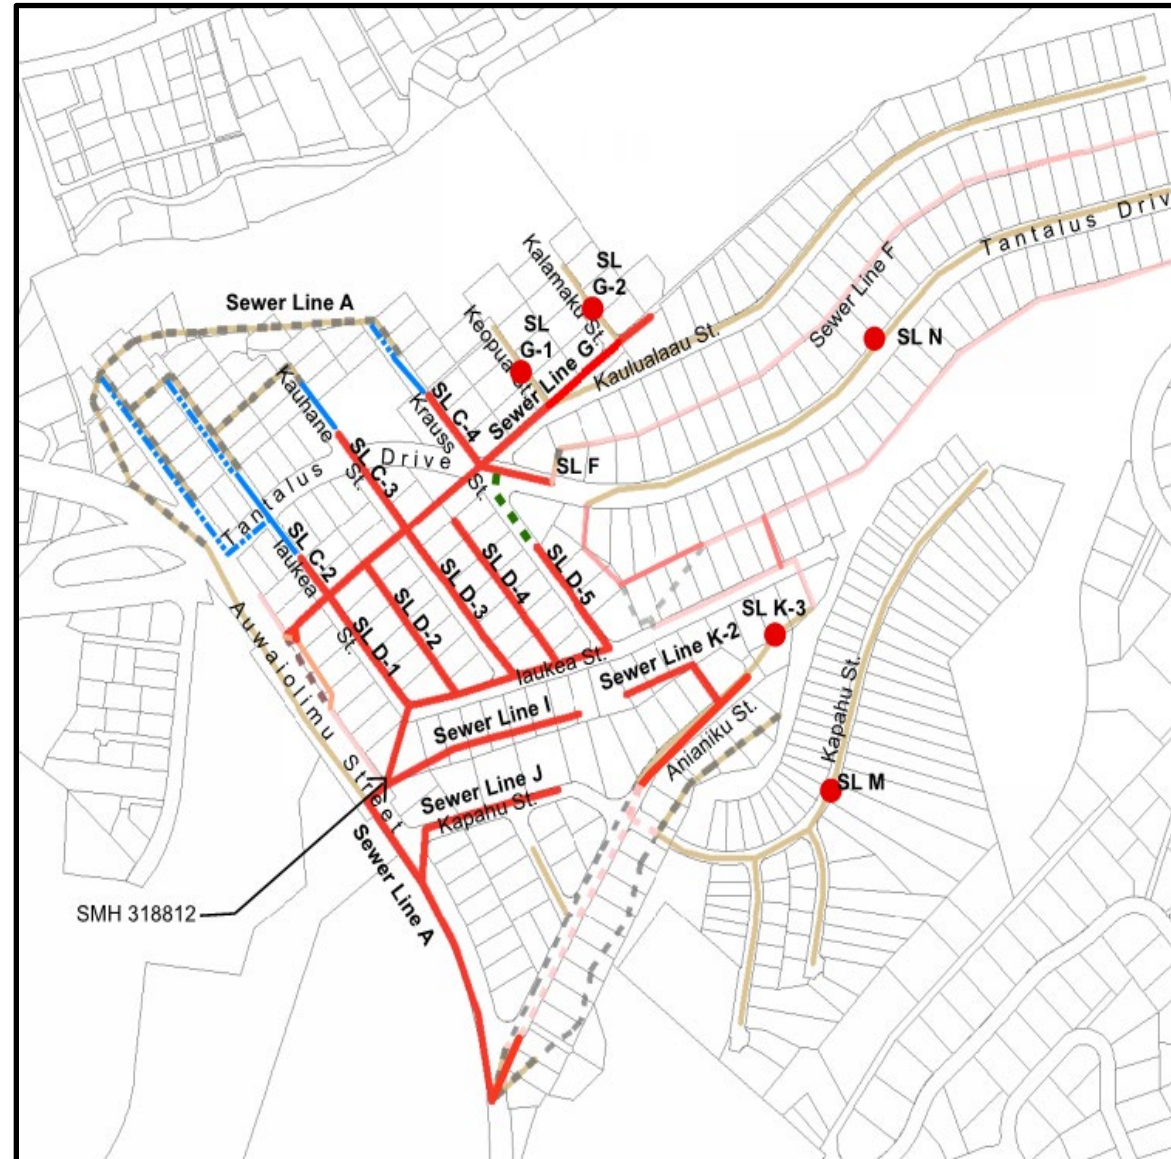 Kalamaku St.
SL
G-2
Sewer Line A
Keopua St.
SL
G-1
Sewer Line G
Kaulualaau St.
Sewer Line F
Tantalus Driv
SL N
Kauhane
St.
SL C-4
Krauss
St.
SL C-3
Tantalus Drive
SL F
SL C-2
Iaukea
St.
SL D-1
SL D-2
SL D-3
SL D-4
SL D-5
Iaukea St.
Auwaiolimu Street
SL K-3
Sewer Line K-2
Sewer Line I
Anianiku St.
Kapahu St.
SL M
Sewer Line J
Kapahu St.
Sewer Line A
SMH 318812